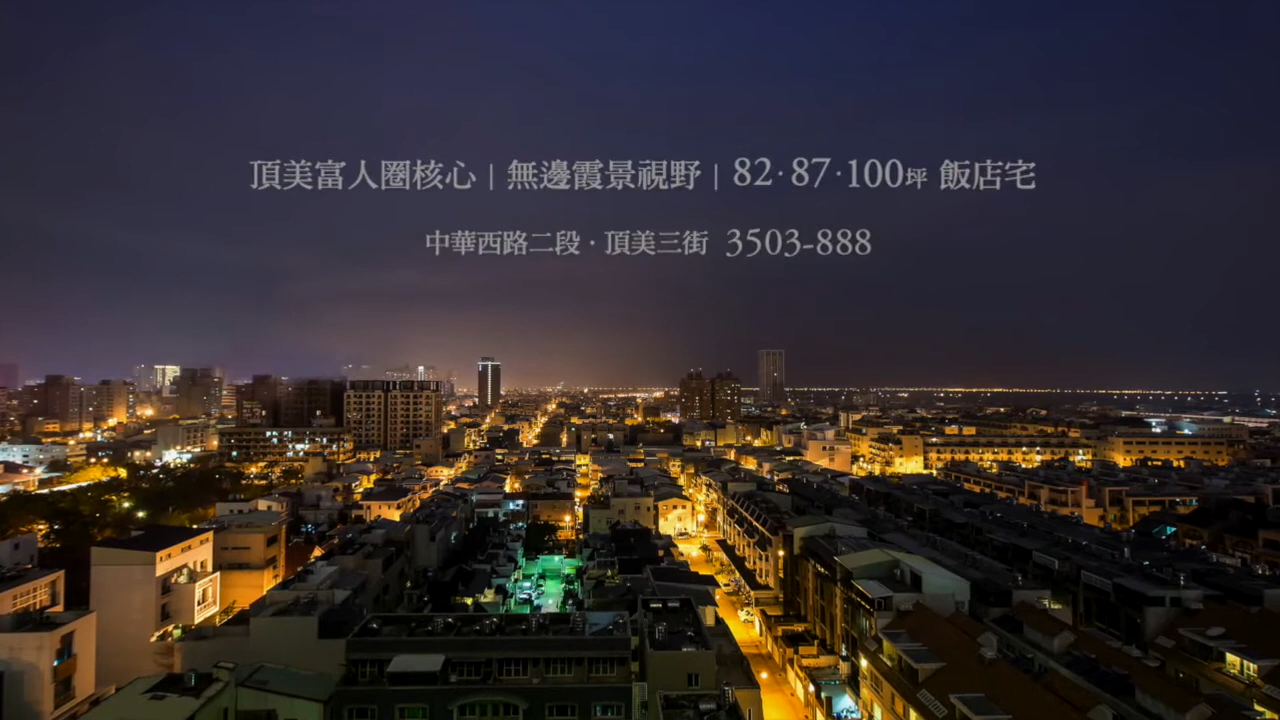 頂美富人圈核心 | 無邊霞景視野 | 82·87·100坪 飯店宅
中華西路二段·頂美三街 3503-888